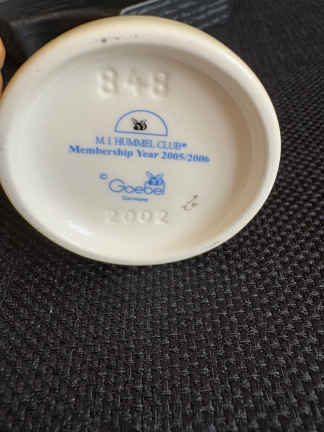 848
M. I. HUMMEL CLUB®
Membership Year 2005/2006
© Goebel
Germany
2002